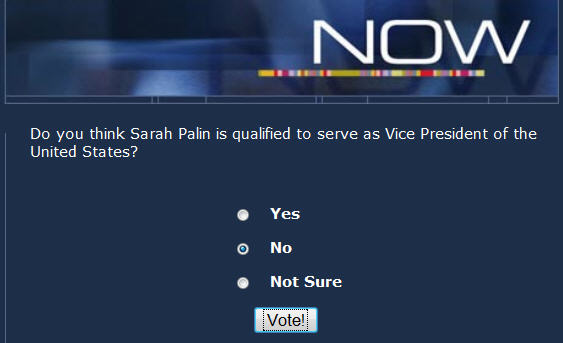 NOW
Do you think Sarah Palin is qualified to serve as Vice President of the
United States?
Yes
No
Not Sure
Vote!